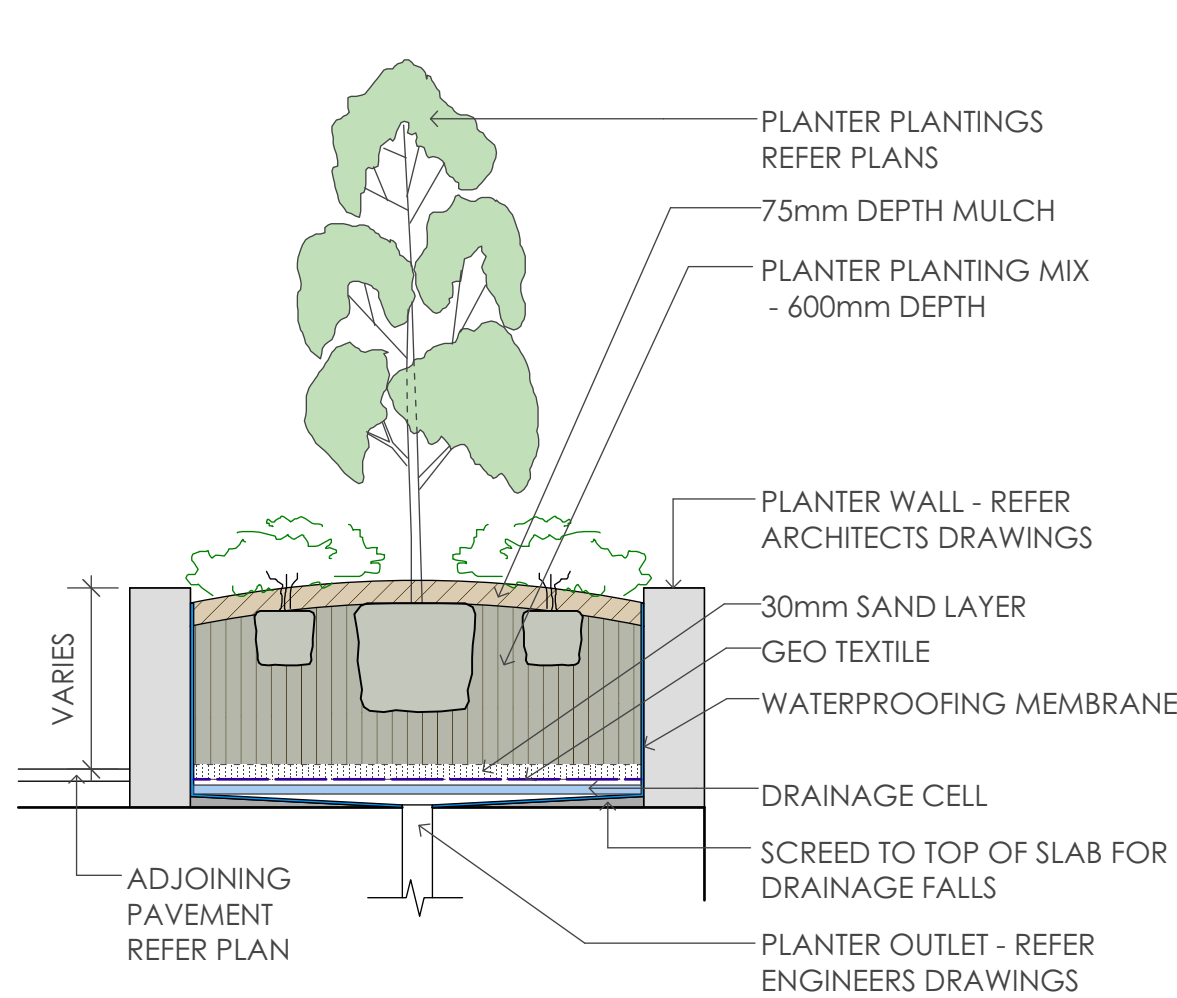 PLANTER PLANTINGS
REFER PLANS
75mm DEPTH MULCH
PLANTER PLANTING MIX
- 600mm DEPTH
PLANTER WALL - REFER
ARCHITECTS DRAWINGS
30mm SAND LAYER
GEO TEXTILE
WATERPROOFING MEMBRANE
DRAINAGE CELL
SCREED TO TOP OF SLAB FOR
DRAINAGE FALLS
PLANTER OUTLET - REFER
ENGINEERS DRAWINGS
VARIES
ADJOINING
PAVEMENT
REFER PLAN